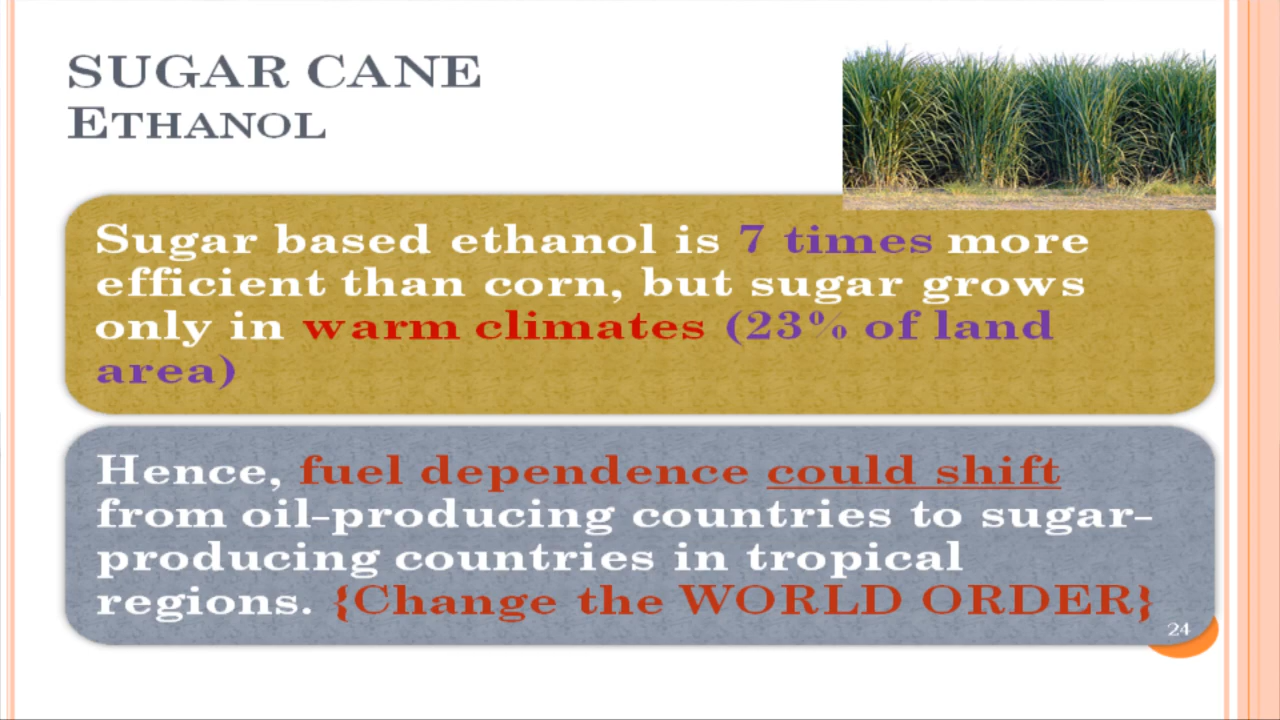 SUGAR CANE
ETHANOL
Sugar based ethanol is 7 times more
efficient than corn, but sugar grows
only in warm climates (23% of land
area)
Hence, fuel dependence could shift
from oil-producing countries to sugar-
producing countries in tropical
regions. {Change the WORLD ORDER}
24